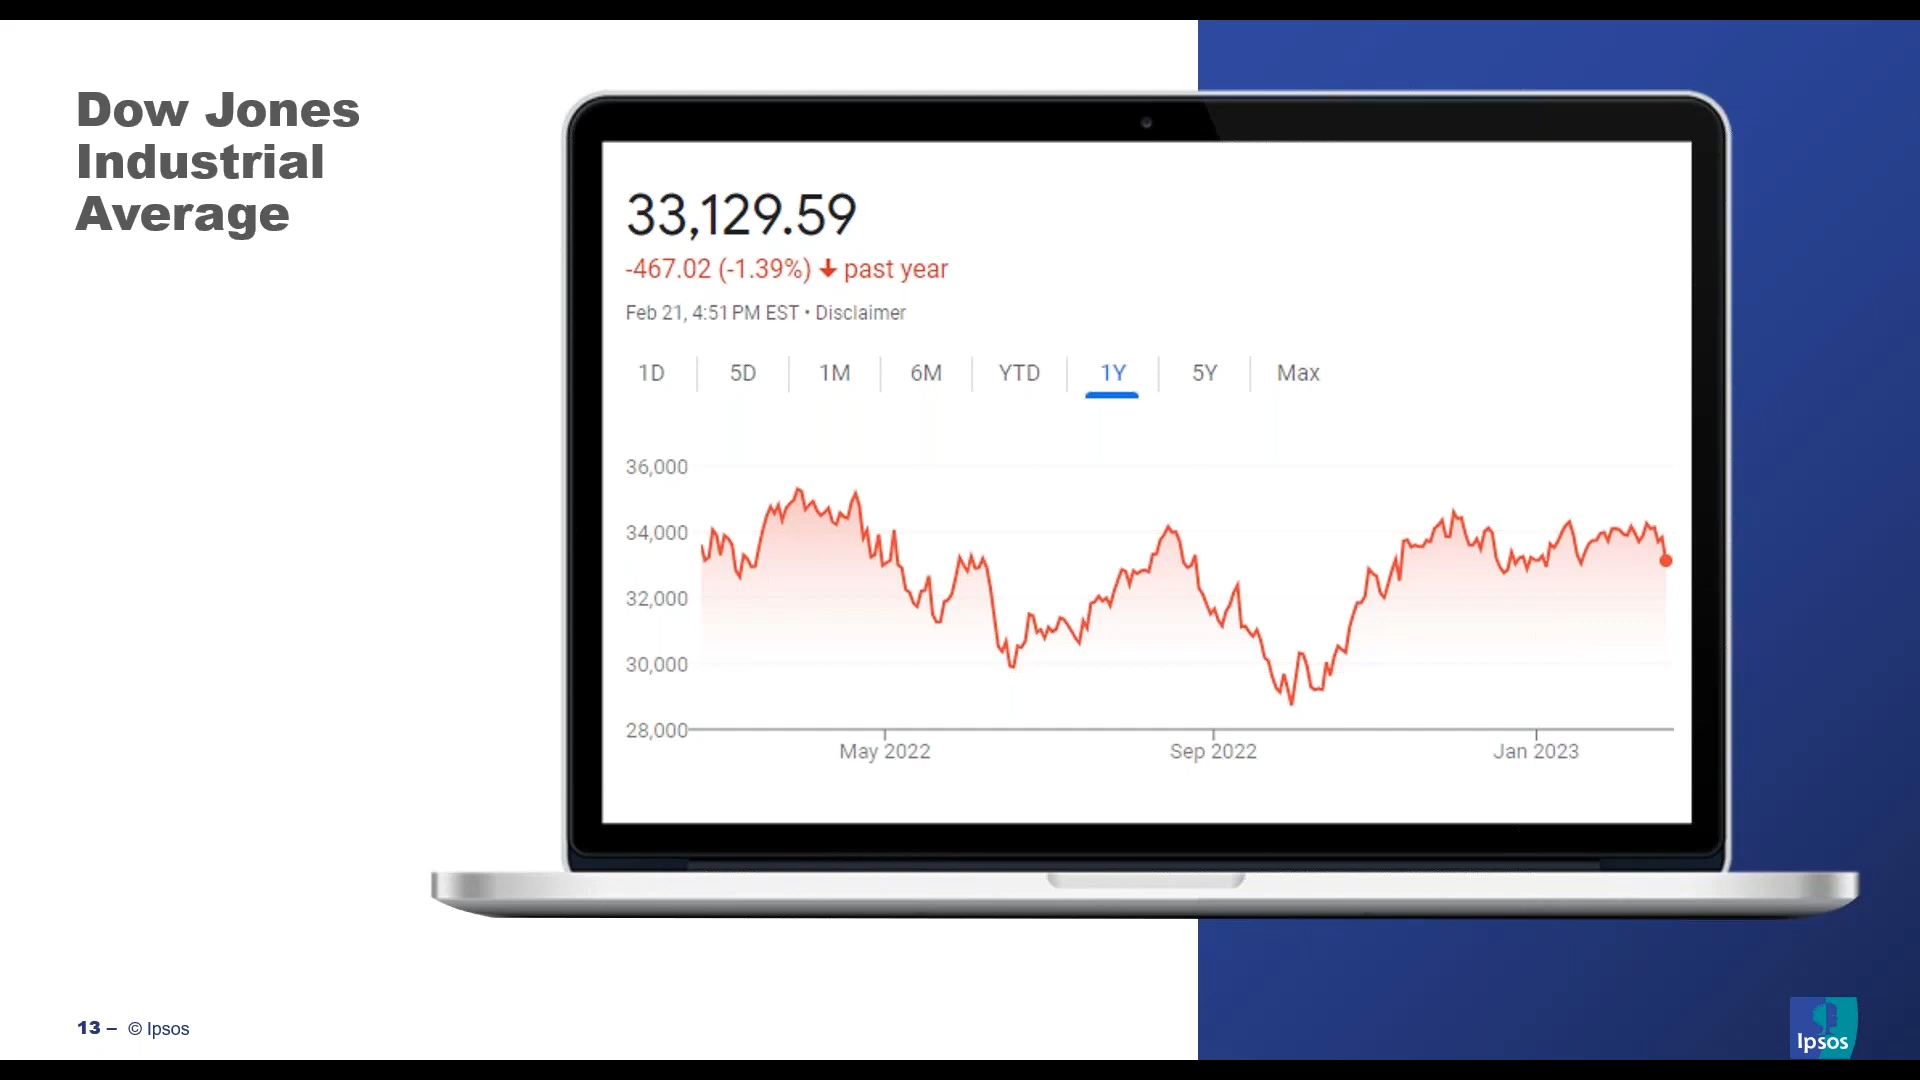 Dow Jones
Industrial
Average
33,129.59
-467.02 (-1.39%) ↓ past year
Feb 21, 4:51 PM EST • Disclaimer
1D 5D 1M 6M YTD 1Y 5Y Max
36,000
34,000
32,000
30,000
28,000
May 2022 Sep 2022 Jan 2023
13 – © Ipsos
Ipsos